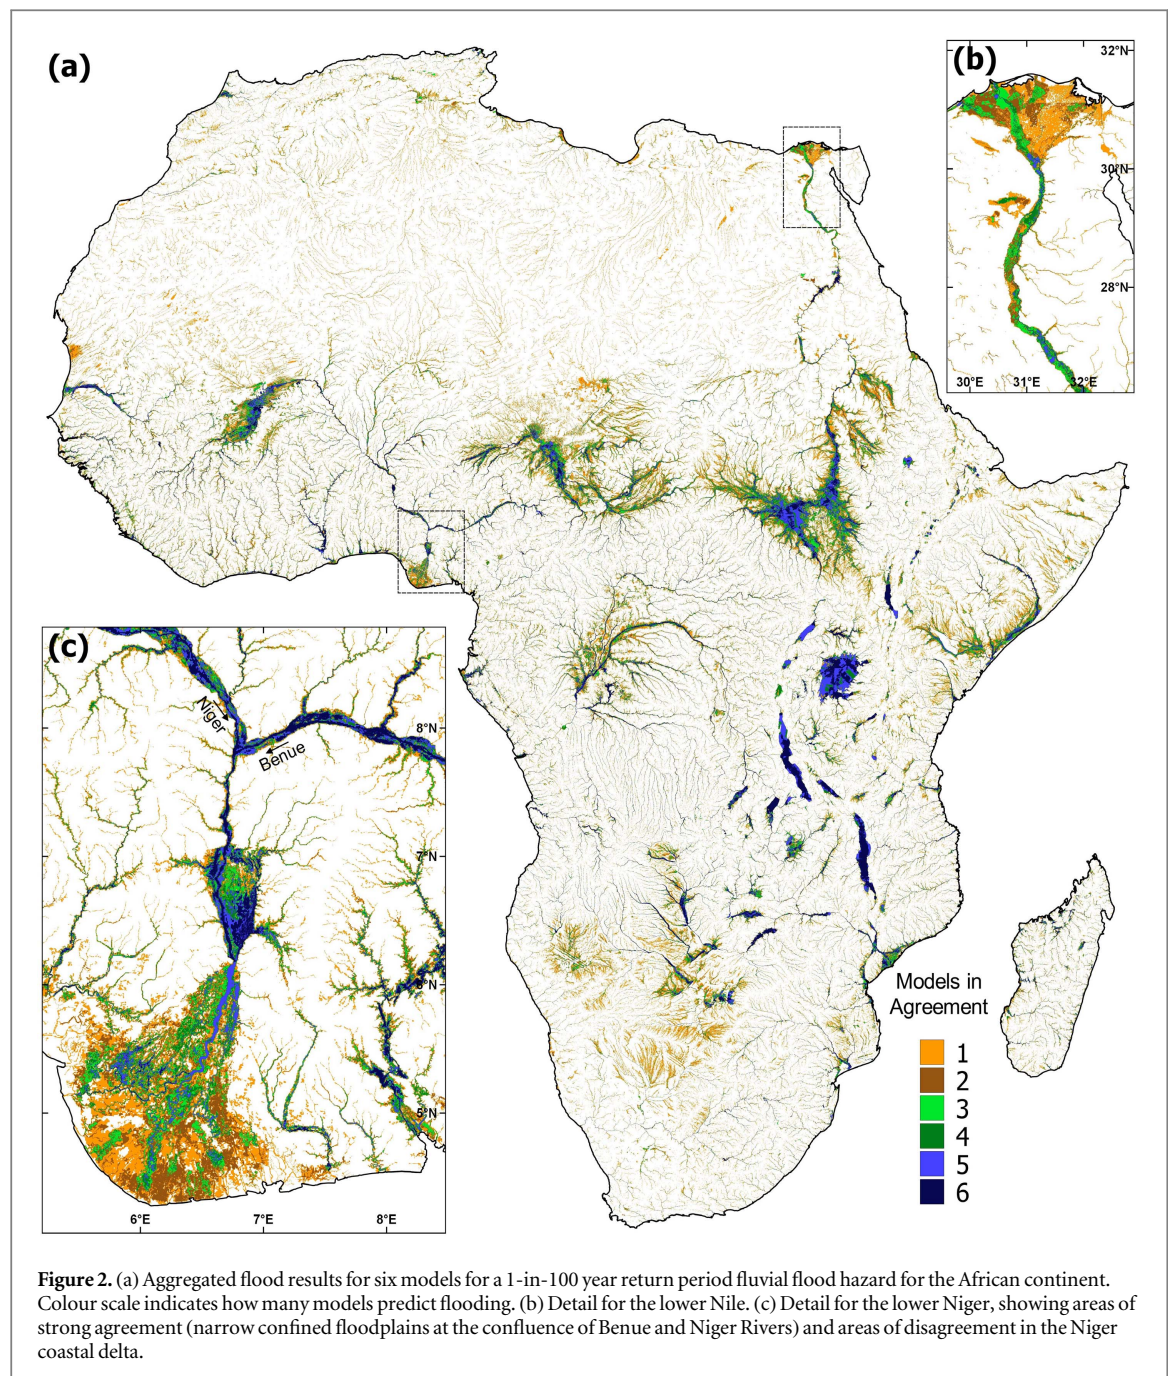 (a)
(b)
32°N
30°N
28°N
30°E 31°E 32°E
(c)
Niger
Benue
8°N
7°N
6°N
5°N
6°E 7°E 8°E
Models in
Agreement
1
2
3
4
5
6
Figure 2. (a) Aggregated flood results for six models for a 1-in-100 year return period fluvial flood hazard for the African continent.
Colour scale indicates how many models predict flooding. (b) Detail for the lower Nile. (c) Detail for the lower Niger, showing areas of
strong agreement (narrow confined floodplains at the confluence of Benue and Niger Rivers) and areas of disagreement in the Niger
coastal delta.